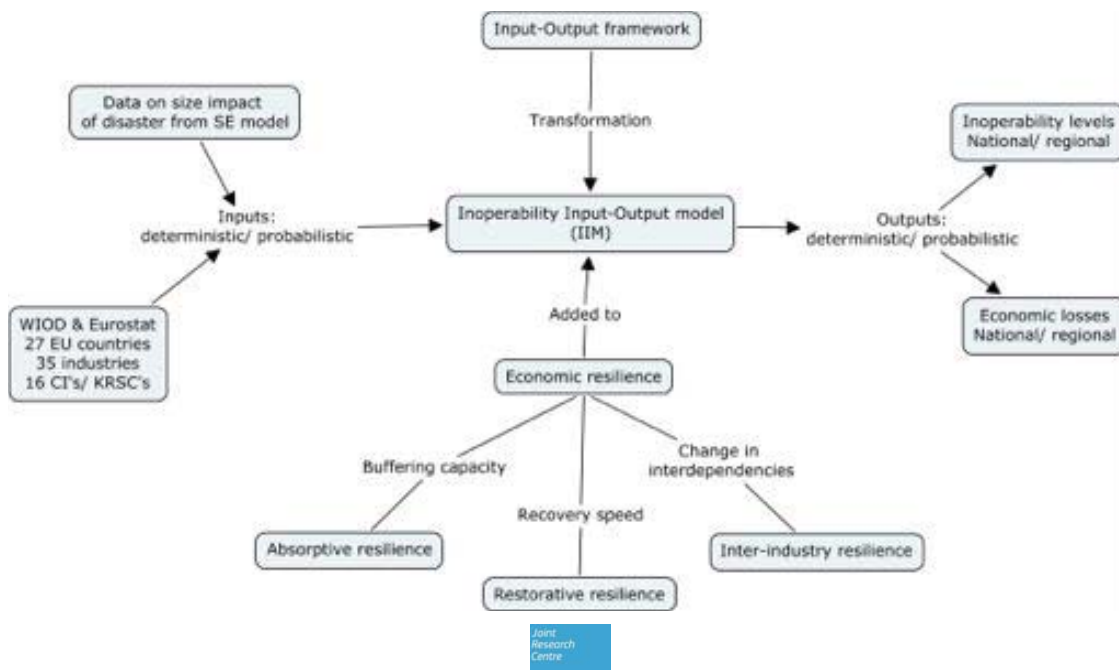 Input-Output framework
Data on size impact
of disaster from SE model
Transformation
Inoperability levels
National/ regional
Inputs:
deterministic/ probabilistic
Inoperability Input-Output model
(IIM)
Outputs:
deterministic/ probabilistic
WIOD & Eurostat
27 EU countries
35 industries
16 CI's/ KRSC's
Added to
Economic losses
National/ regional
Economic resilience
Buffering capacity
Change in
interdependencies
Recovery speed
Absorptive resilience
Inter-industry resilience
Restorative resilience
Joint
Research
Centre